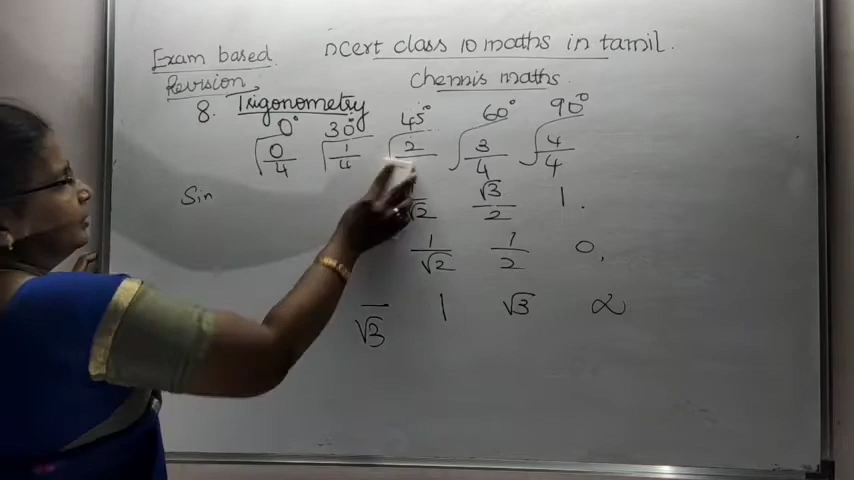 Exam based ncert class 10 maths in tamil.
Revision chennis maths.
8. Trigonometry
0° 30° 45° 60° 90°
√0/4 √1/4 √2 √3/4 √4/4
Sin √2 √3/2 1.
1/√2 1/2 0,
√3 1 √3 ∝